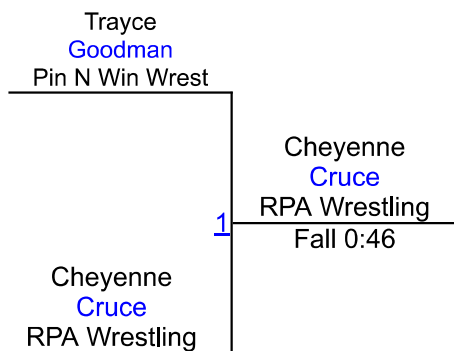 Trayce
Goodman
Pin N Win Wrest
Cheyenne
Cruce
RPA Wrestling
1
Fall 0:46
Cheyenne
Cruce
RPA Wrestling